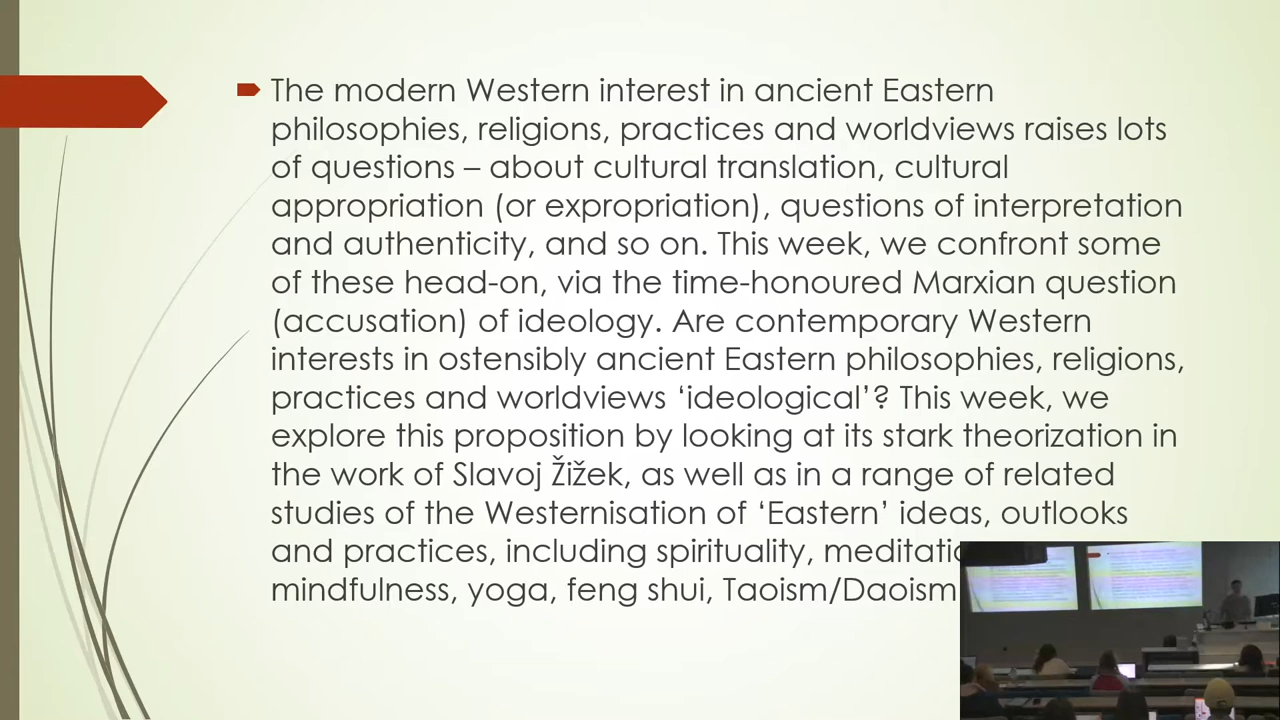 The modern Western interest in ancient Eastern
philosophies, religions, practices and worldviews raises lots
of questions – about cultural translation, cultural
appropriation (or expropriation), questions of interpretation
and authenticity, and so on. This week, we confront some
of these head-on, via the time-honoured Marxian question
(accusation) of ideology. Are contemporary Western
interests in ostensibly ancient Eastern philosophies, religions,
practices and worldviews ‘ideological’? This week, we
explore this proposition by looking at its stark theorization in
the work of Slavoj Žižek, as well as in a range of related
studies of the Westernisation of ‘Eastern’ ideas, outlooks
and practices, including spirituality,
mindfulness, yoga, feng shui, Taoism/Daoism